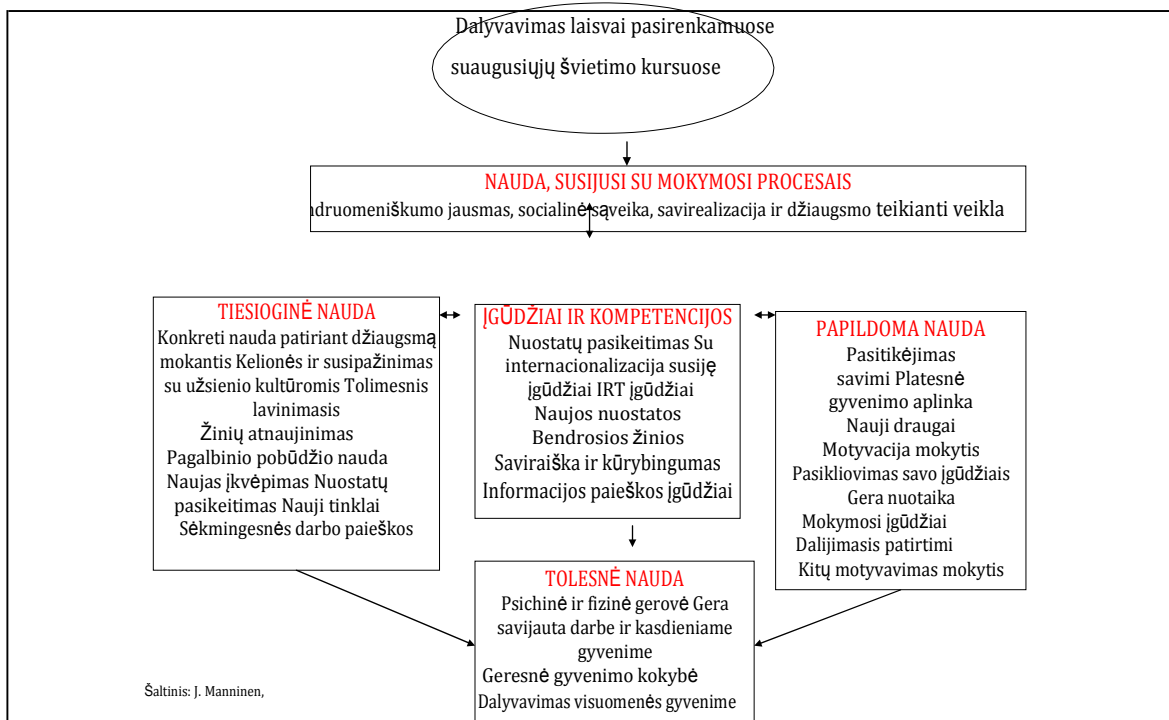 Dalyvavimas laisvai pasirenkamuose
suaugusiųjų švietimo kursuose
NAUDA, SUSIJUSI SU MOKYMOSI PROCESAIS
ndruomeniškumo jausmas, socialinė sąveika, savirealizacija ir džiaugsmo teikianti veikla
TIESIOGINĖ NAUDA
Konkreti nauda patiriant džiaugsmą
mokantis Kelionės ir susipažinimas
su užsienio kultūromis Tolimesnis
lavinimasis
Žinių atnaujinimas
Pagalbinio pobūdžio nauda
Naujas įkvėpimas Nuostatų
pasikeitimas Nauji tinklai
Sėkmingesnės darbo paieškos
ĮGŪDŽIAI IR KOMPETENCIJOS
Nuostatų pasikeitimas Su
internacionalizacija susiję
įgūdžiai IRT įgūdžiai
Naujos nuostatos
Bendrosios žinios
Saviraiška ir kūrybingumas
Informacijos paieškos įgūdžiai
PAPILDOMA NAUDA
Pasitikėjimas
savimi Platesnė
gyvenimo aplinka
Nauji draugai
Motyvacija mokytis
Pasikliovimas savo įgūdžiais
Gera nuotaika
Mokymosi įgūdžiai
Dalijimasis patirtimi
Kitų motyvavimas mokytis
TOLESNĖ NAUDA
Psichinė ir fizinė gerovė Gera
savijauta darbe ir kasdieniame
gyvenime
Geresnė gyvenimo kokybė
Dalyvavimas visuomenės gyvenime
Šaltinis: J. Manninen,